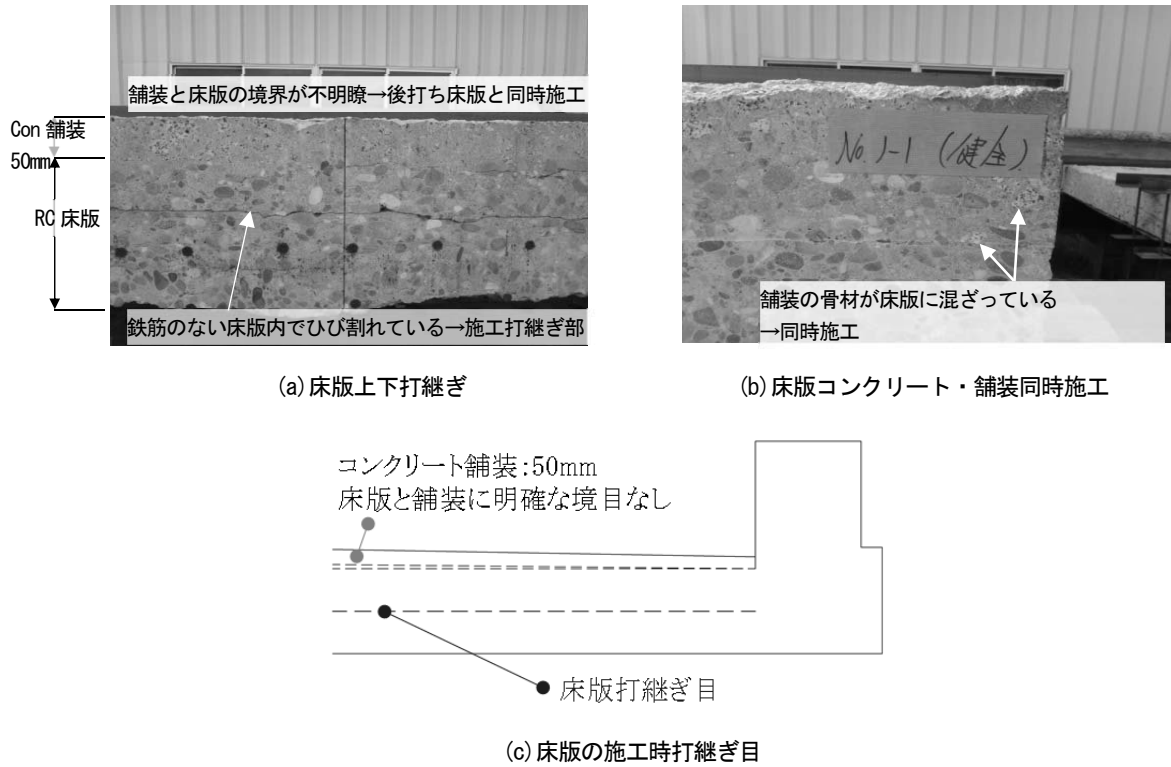 舗装と床版の境界が不明瞭→後打ち床版と同時施工
Con 舗装
50mm
RC 床版
鉄筋のない床版内でひび割れている→施工打継ぎ部
(a)床版上下打継ぎ
No 1-1 (健全)
舗装の骨材が床版に混ざっている
→同時施工
(b)床版コンクリート・舗装同時施工
コンクリート舗装:50mm
床版と舗装に明確な境目なし
床版打継ぎ目
(c)床版の施工時打継ぎ目